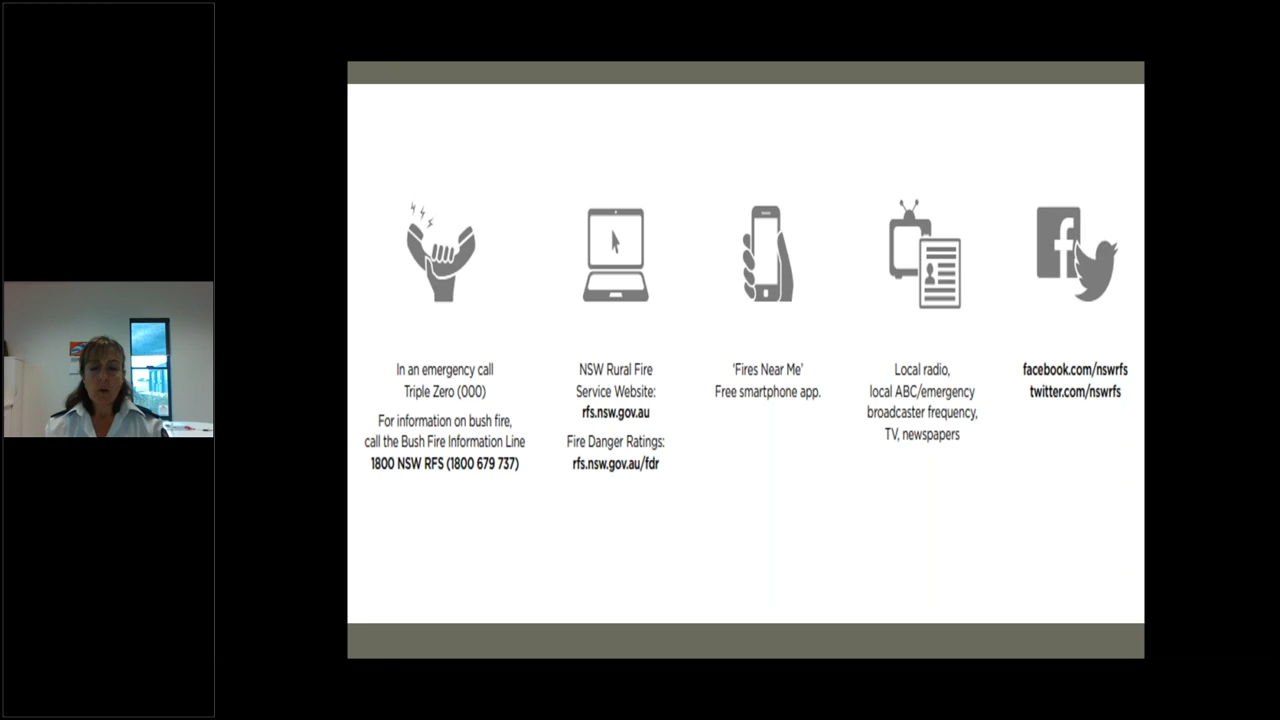 In an emergency call
Triple Zero (000)
For information on bush fire,
call the Bush Fire Information Line
1800 NSW RFS (1800 679 737)
NSW Rural Fire
Service Website:
rfs.nsw.gov.au
Fire Danger Ratings:
rfs.nsw.gov.au/fdr
'Fires Near Me'
Free smartphone app.
Local radio,
local ABC/emergency
broadcaster frequency,
TV, newspapers
facebook.com/nswrfs
twitter.com/nswrfs